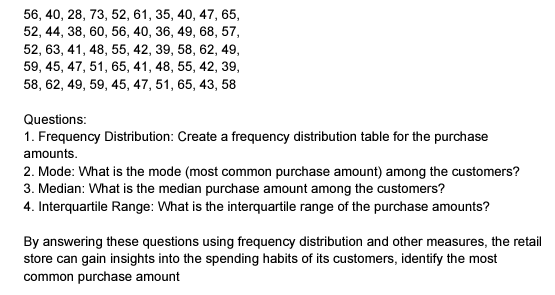 56, 40, 28, 73, 52, 61, 35, 40, 47, 65,
52, 44, 38, 60, 56, 40, 36, 49, 68, 57,
52, 63, 41, 48, 55, 42, 39, 58, 62, 49,
59, 45, 47, 51, 65, 41, 48, 55, 42, 39,
58, 62, 49, 59, 45, 47, 51, 65, 43, 58
Questions:
1. Frequency Distribution: Create a frequency distribution table for the purchase
amounts.
2. Mode: What is the mode (most common purchase amount) among the customers?
3. Median: What is the median purchase amount among the customers?
4. Interquartile Range: What is the interquartile range of the purchase amounts?
By answering these questions using frequency distribution and other measures, the retail
store can gain insights into the spending habits of its customers, identify the most
common purchase amount